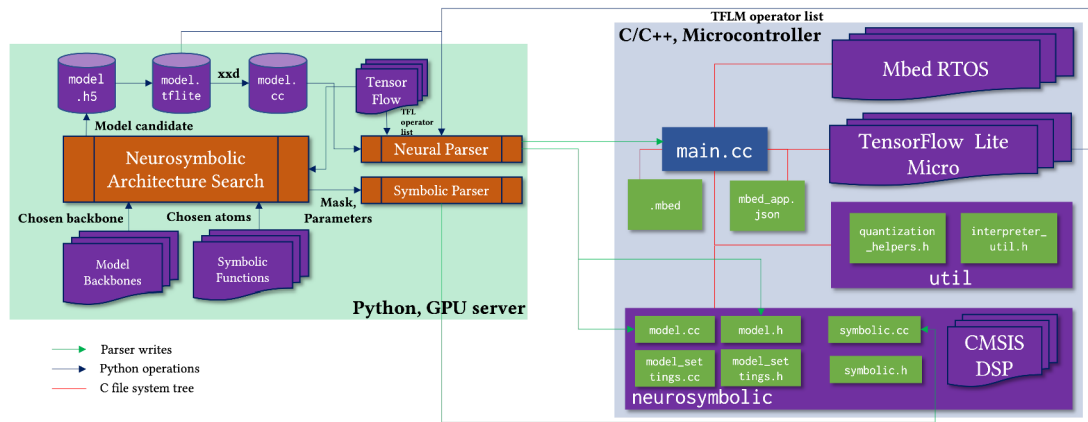 TFLM operator list
C/C++, Microcontroller
model
.h5
model.
tflite
xxd
model.
cc
Tensor
Flow
TFL
operator
list
Model candidate
Neurosymbolic
Architecture Search
Neural Parser
Symbolic Parser
Mask,
Parameters
Chosen backbone
Chosen atoms
Model
Backbones
Symbolic
Functions
Python, GPU server
Parser writes
Python operations
C file system tree
Mbed RTOS
main.cc
TensorFlow Lite
Micro
.mbed
mbed_app.
json
quantization
_helpers.h
interpreter_
util.h
util
model.cc
model.h
symbolic.cc
model_set
tings.cc
model_set
tings.h
symbolic.h
CMSIS
DSP
neurosymbolic